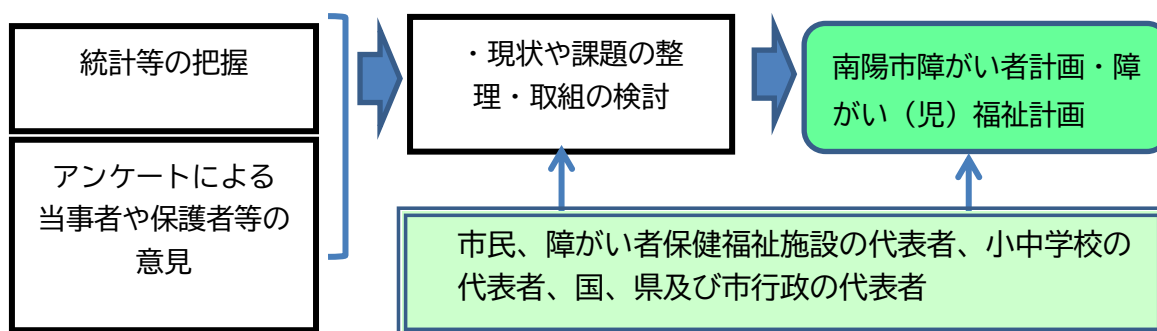 統計等の把握
アンケートによる
当事者や保護者等の
意見
・現状や課題の整
理・取組の検討
南陽市障がい者計画・障
がい（児）福祉計画
市民、障がい者保健福祉施設の代表者、小中学校の
代表者、国、県及び市行政の代表者